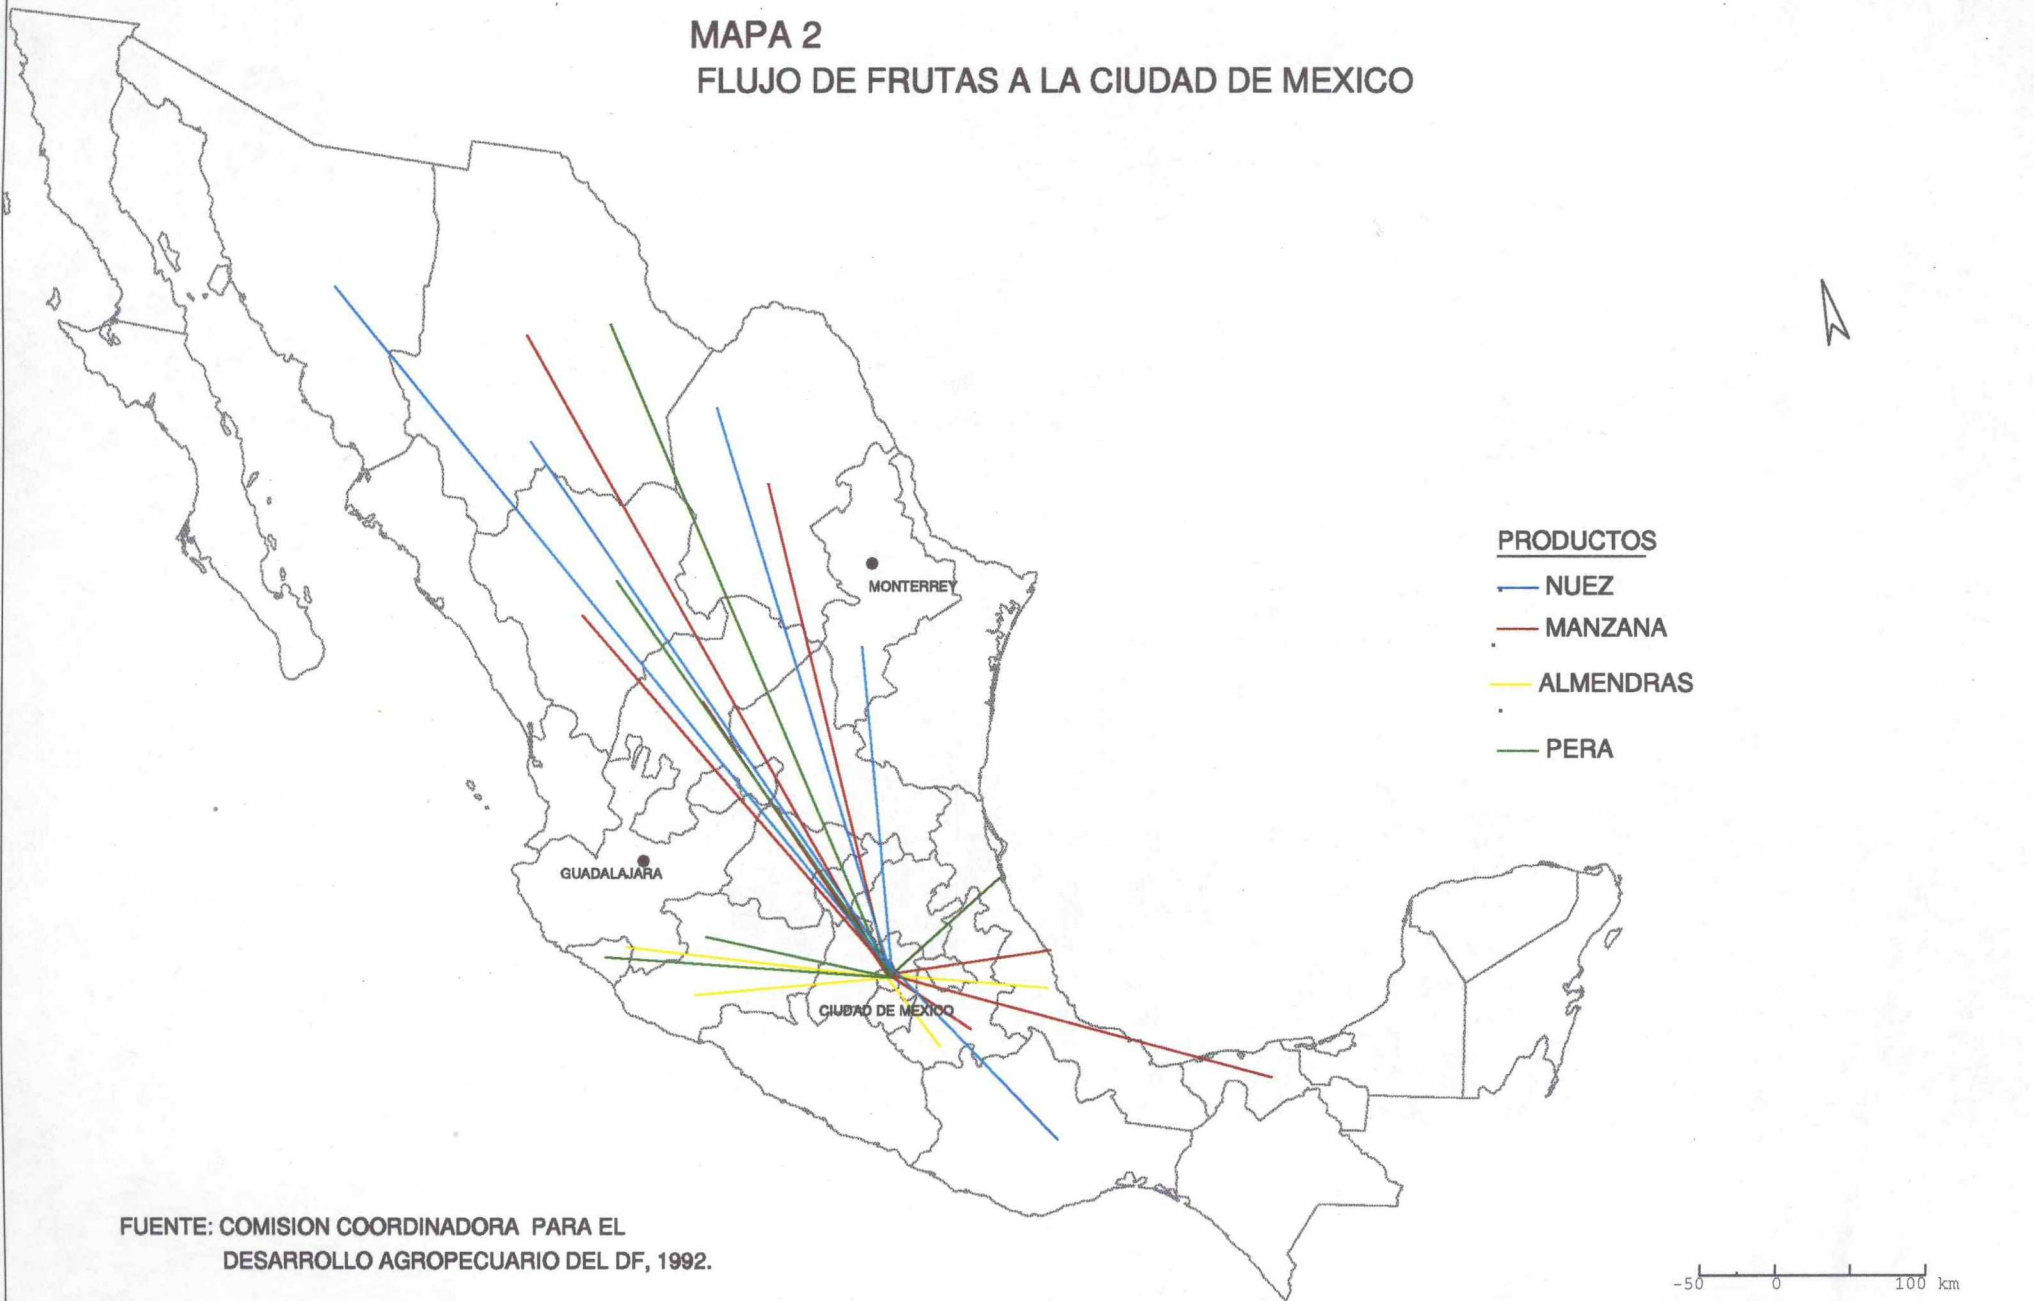 MAPA 2
FLUJO DE FRUTAS A LA CIUDAD DE MEXICO
PRODUCTOS
NUEZ
MANZANA
ALMENDRAS
PERA
MONTERREY
GUADALAJARA
CIUDAD DE MEXICO
FUENTE: COMISION COORDINADORA PARA EL
DESARROLLO AGROPECUARIO DEL DF, 1992.
-50 0 100 km